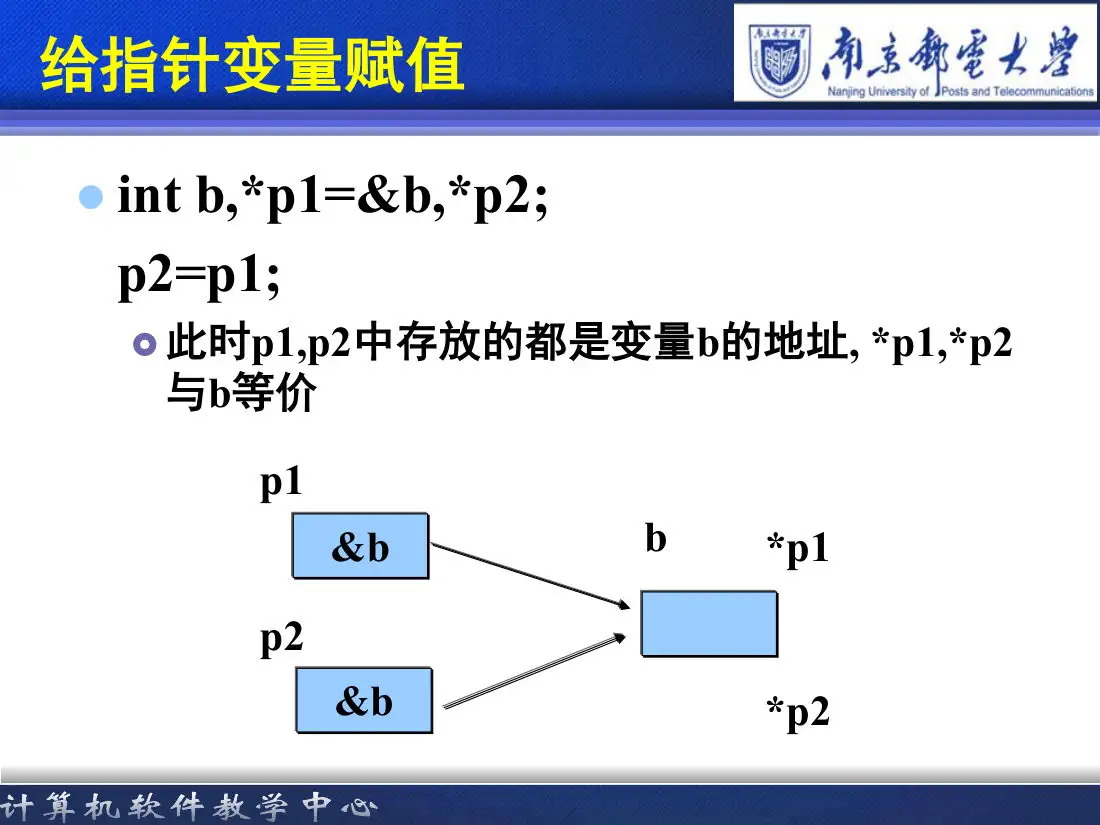 给指针变量赋值
南京邮电大学
Nanjing University of Posts and Telecommunications
int b,*p1=&b,*p2;
p2=p1;
此时p1,p2中存放的都是变量b的地址, *p1,*p2
与b等价
p1
&b
b
*p1
p2
&b
*p2
计算机软件教学中心